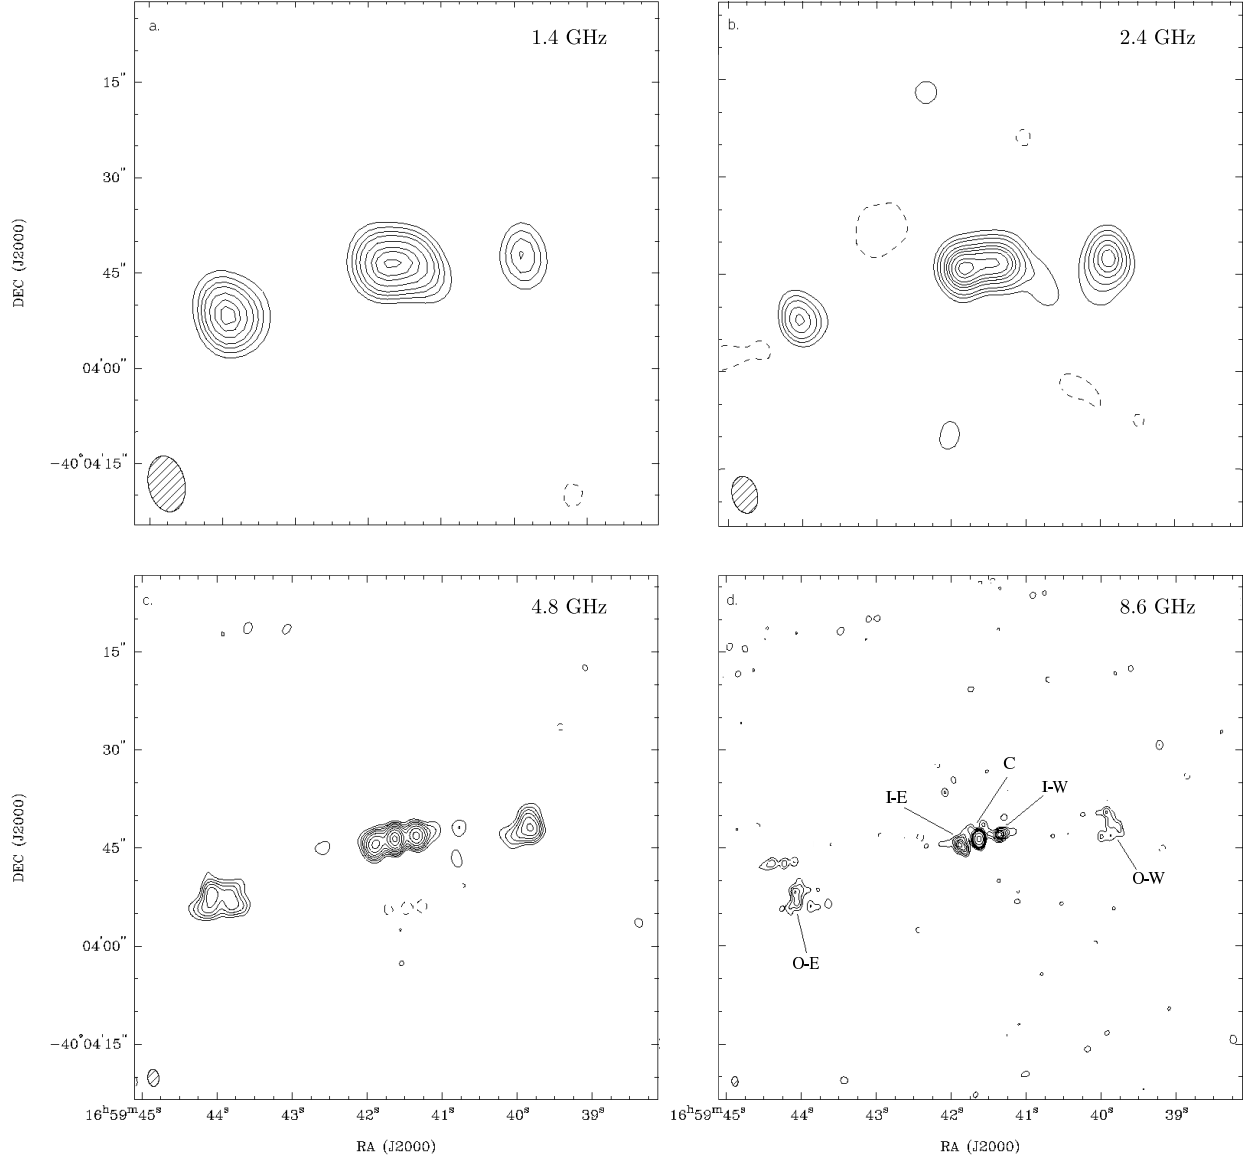 a.
1.4 GHz
b.
2.4 GHz
15"
30"
45"
04'00"
−40°04'15"
DEC (J2000)
c.
4.8 GHz
d.
8.6 GHz
15"
30"
45"
04'00"
−40°04'15"
DEC (J2000)
C
I-E
I-W
O-W
O-E
16ʰ59ᵐ45ˢ
44ˢ
43ˢ
42ˢ
41ˢ
40ˢ
39ˢ
RA (J2000)
16ʰ59ᵐ45ˢ
44ˢ
43ˢ
42ˢ
41ˢ
40ˢ
39ˢ
RA (J2000)